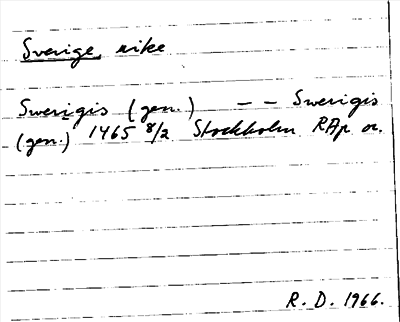 Sverige, rike
Swerigis (gen.) – – Swerigis
(gen.) 1465 8/2 Stockholm RAp or.
R. D. 1966.